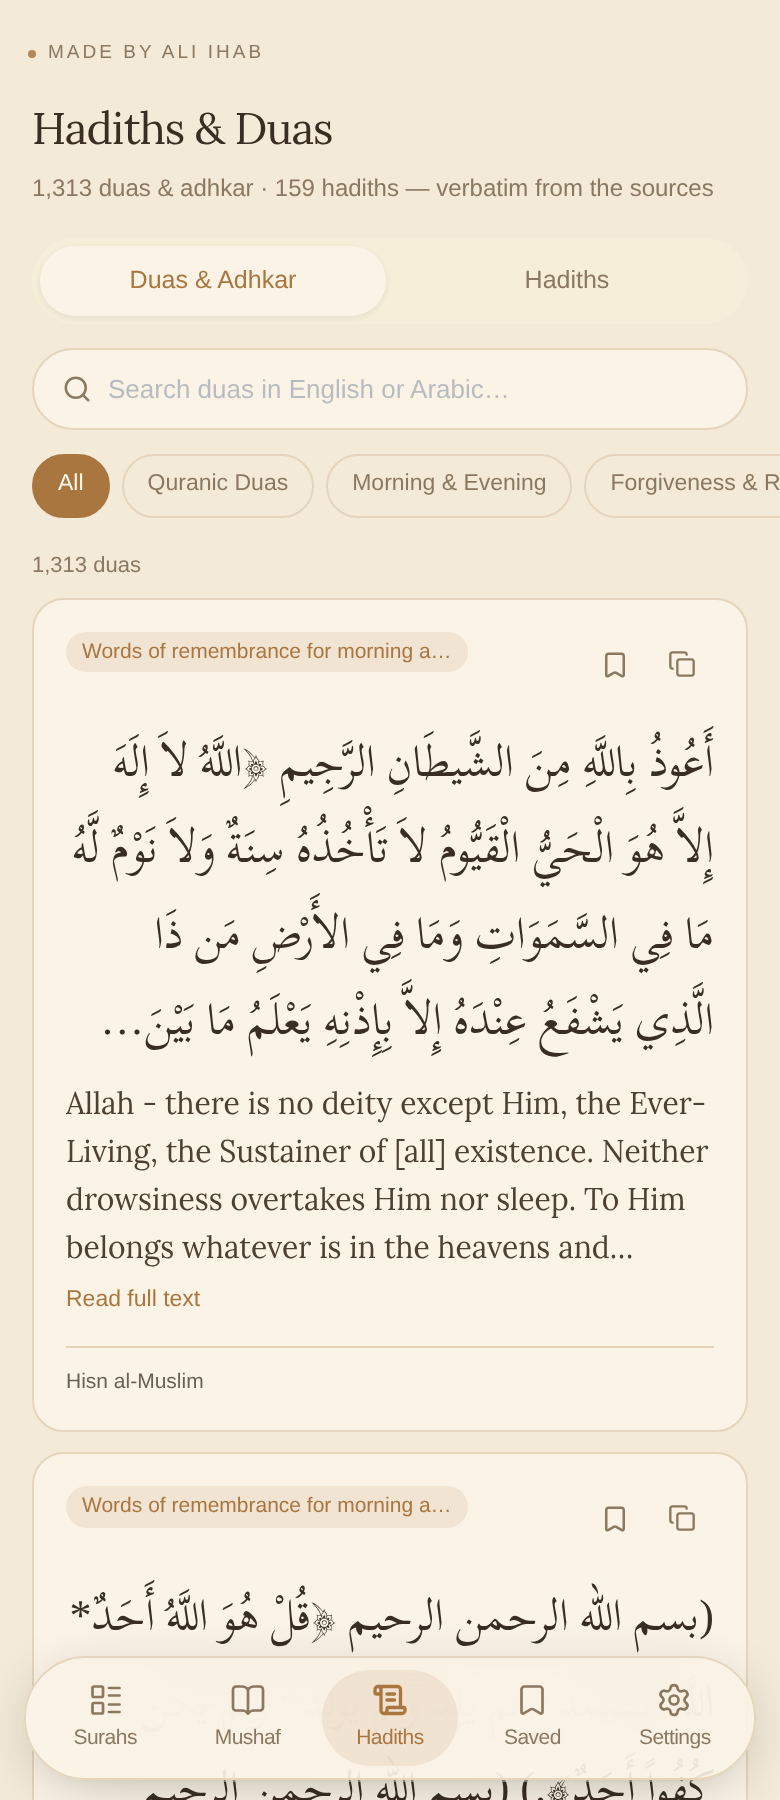 MADE BY ALI IHAB
Hadiths & Duas
1,313 duas & adhkar · 159 hadiths — verbatim from the sources
Duas & Adhkar
Hadiths
Search duas in English or Arabic…
All
Quranic Duas
Morning & Evening
Forgiveness & R
1,313 duas
Words of remembrance for morning a…
أَعُوذُ بِاللَّهِ مِنَ الشَّيطَانِ الرَّجِيمِ ﴿اللَّهُ لاَ إِلَهَ
إِلاَّ هُوَ الْحَيُّ الْقَيُّومُ لاَ تَأْخُذُهُ سِنَةٌ وَلاَ نَوْمٌ لَّهُ
مَا فِي السَّمَوَاتِ وَمَا فِي الأَرْضِ مَن ذَا
الَّذِي يَشْفَعُ عِنْدَهُ إِلاَّ بِإِذْنِهِ يَعْلَمُ مَا بَيْنَ…
Allah - there is no deity except Him, the Ever-
Living, the Sustainer of [all] existence. Neither
drowsiness overtakes Him nor sleep. To Him
belongs whatever is in the heavens and…
Read full text
Hisn al-Muslim
Words of remembrance for morning a…
(بسم الله الرحمن الرحيم ﴿قُلْ هُوَ اللَّهُ أَحَدٌ*
Surahs
Mushaf
Hadiths
Saved
Settings
كُفُواً أَحَدٌ﴾.) (بسم الله الرحمن الرحيم